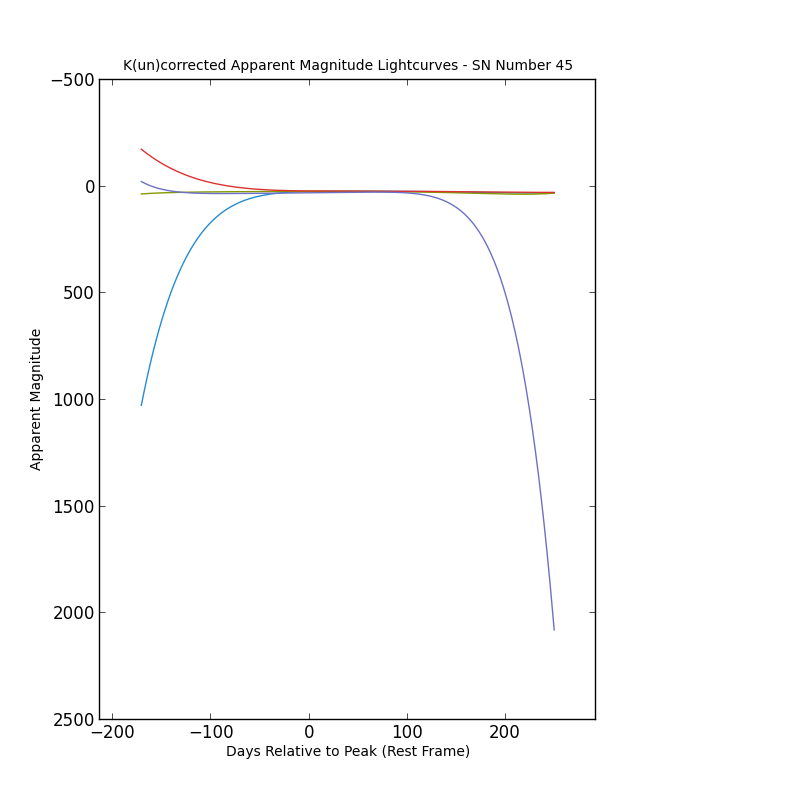 K(un)corrected Apparent Magnitude Lightcurves - SN Number 45
−500
0
500
1000
1500
2000
2500
Apparent Magnitude
−200 −100 0 100 200
Days Relative to Peak (Rest Frame)